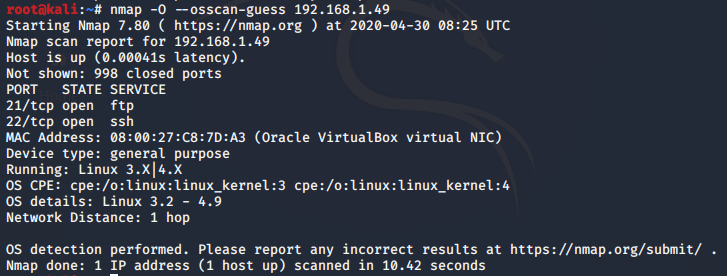 root@kali:~# nmap -O --osscan-guess 192.168.1.49
Starting Nmap 7.80 ( https://nmap.org ) at 2020-04-30 08:25 UTC
Nmap scan report for 192.168.1.49
Host is up (0.00041s latency).
Not shown: 998 closed ports
PORT   STATE SERVICE
21/tcp open  ftp
22/tcp open  ssh
MAC Address: 08:00:27:C8:7D:A3 (Oracle VirtualBox virtual NIC)
Device type: general purpose
Running: Linux 3.X|4.X
OS CPE: cpe:/o:linux:linux_kernel:3 cpe:/o:linux:linux_kernel:4
OS details: Linux 3.2 - 4.9
Network Distance: 1 hop
OS detection performed. Please report any incorrect results at https://nmap.org/submit/ .
Nmap done: 1 IP address (1 host up) scanned in 10.42 seconds